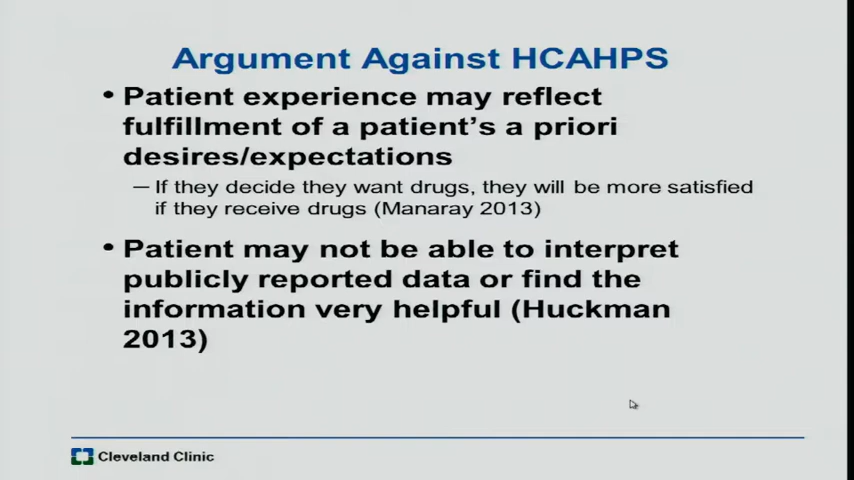 Argument Against HCAHPS
• Patient experience may reflect
fulfillment of a patient's a priori
desires/expectations
– If they decide they want drugs, they will be more satisfied
if they receive drugs (Manaray 2013)
• Patient may not be able to interpret
publicly reported data or find the
information very helpful (Huckman
2013)
Cleveland Clinic